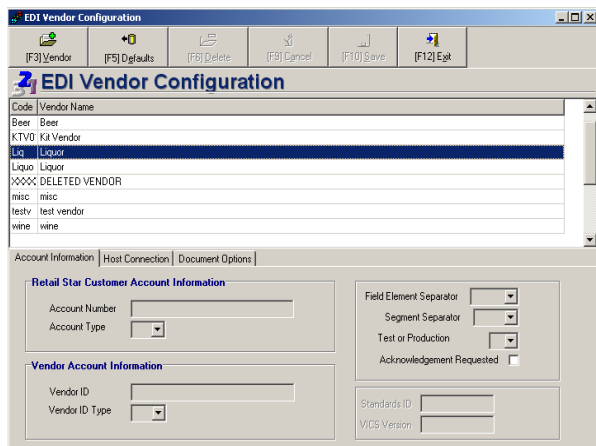 EDI Vendor Configuration
[F3] Vendor [F5] Defaults [F6] Delete [F9] Cancel [F10] Save [F12] Exit
EDI Vendor Configuration
Code Vendor Name
Beer Beer
KTV0 Kit Vendor
Liq Liquor
Liquo Liquor
XXXX DELETED VENDOR
misc misc
testv test vendor
wine wine
Account Information Host Connection Document Options
Retail Star Customer Account Information
Account Number
Account Type
Vendor Account Information
Vendor ID
Vendor ID Type
Field Element Separator
Segment Separator
Test or Production
Acknowledgement Requested
Standards ID
VICS Version